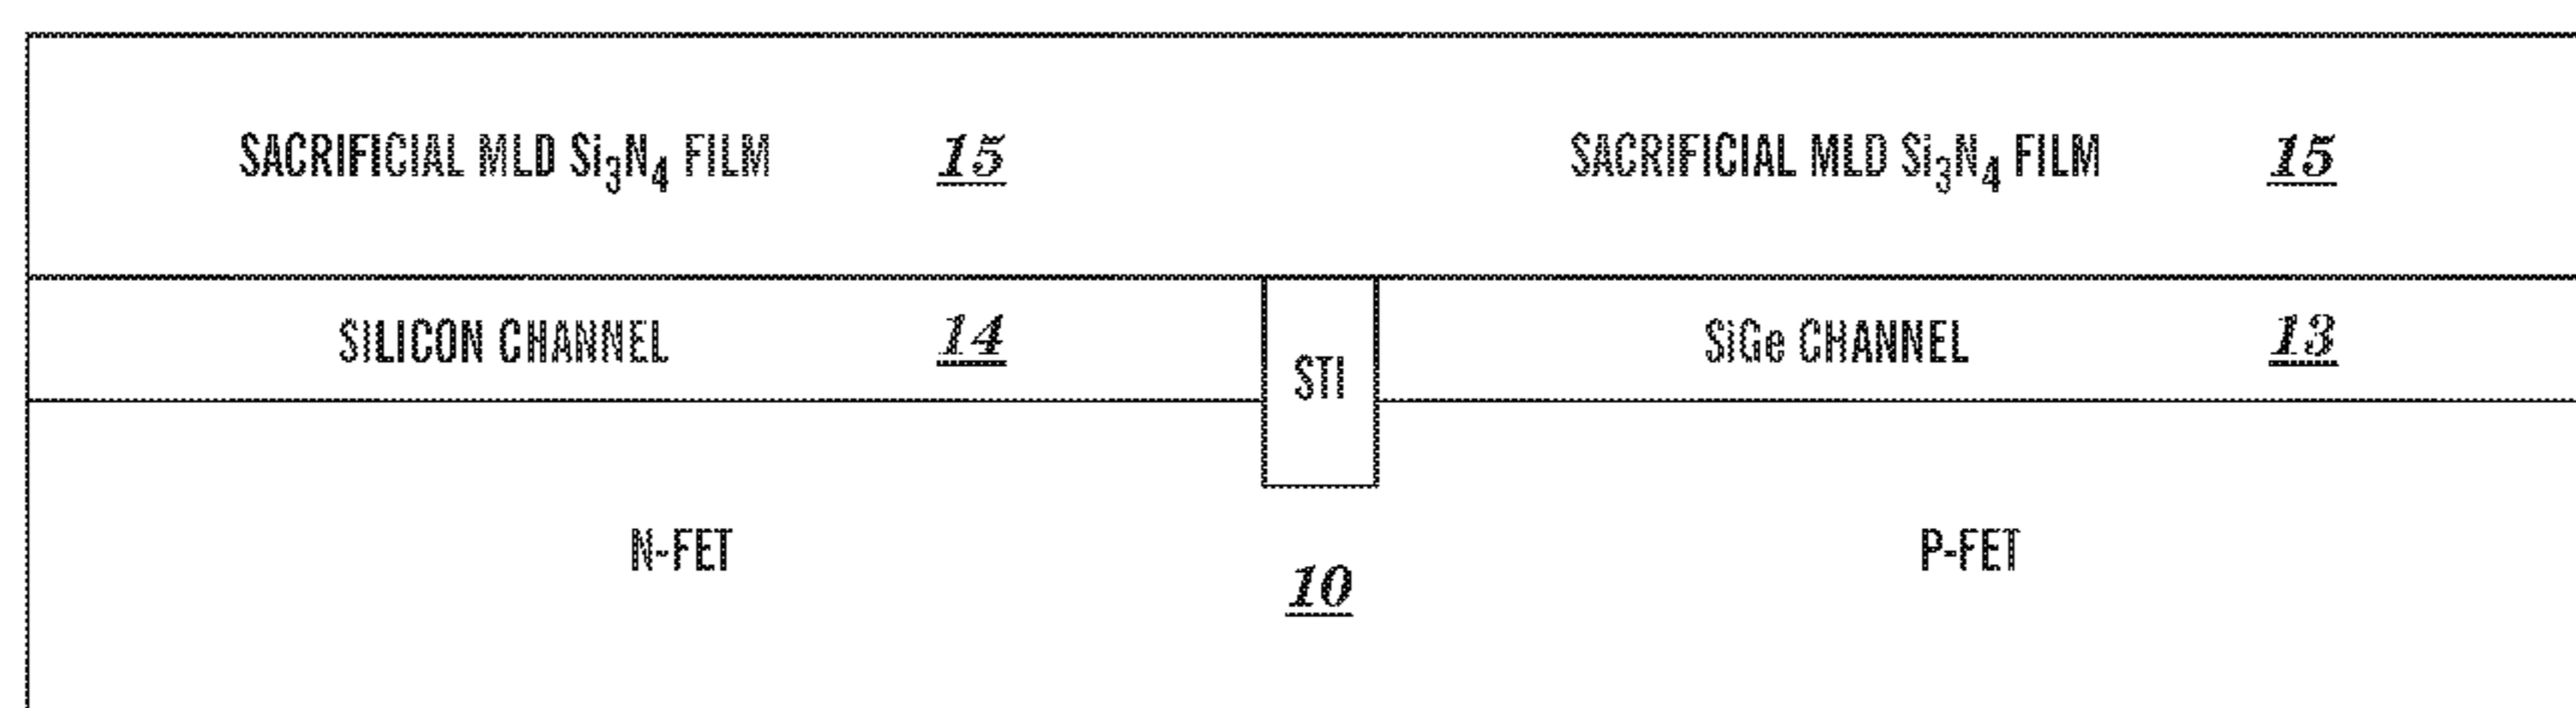 SACRIFICIAL MLD Si₃N₄ FILM 15 SACRIFICIAL MLD Si₃N₄ FILM 15
SILICON CHANNEL 14 STI SiGe CHANNEL 13
N-FET 10 P-FET